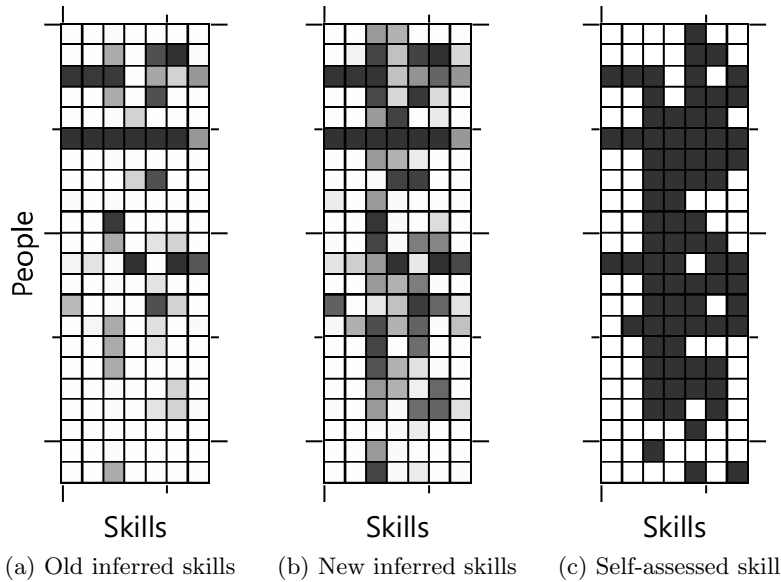 People
Skills
Skills
Skills
(a) Old inferred skills
(b) New inferred skills
(c) Self-assessed skill